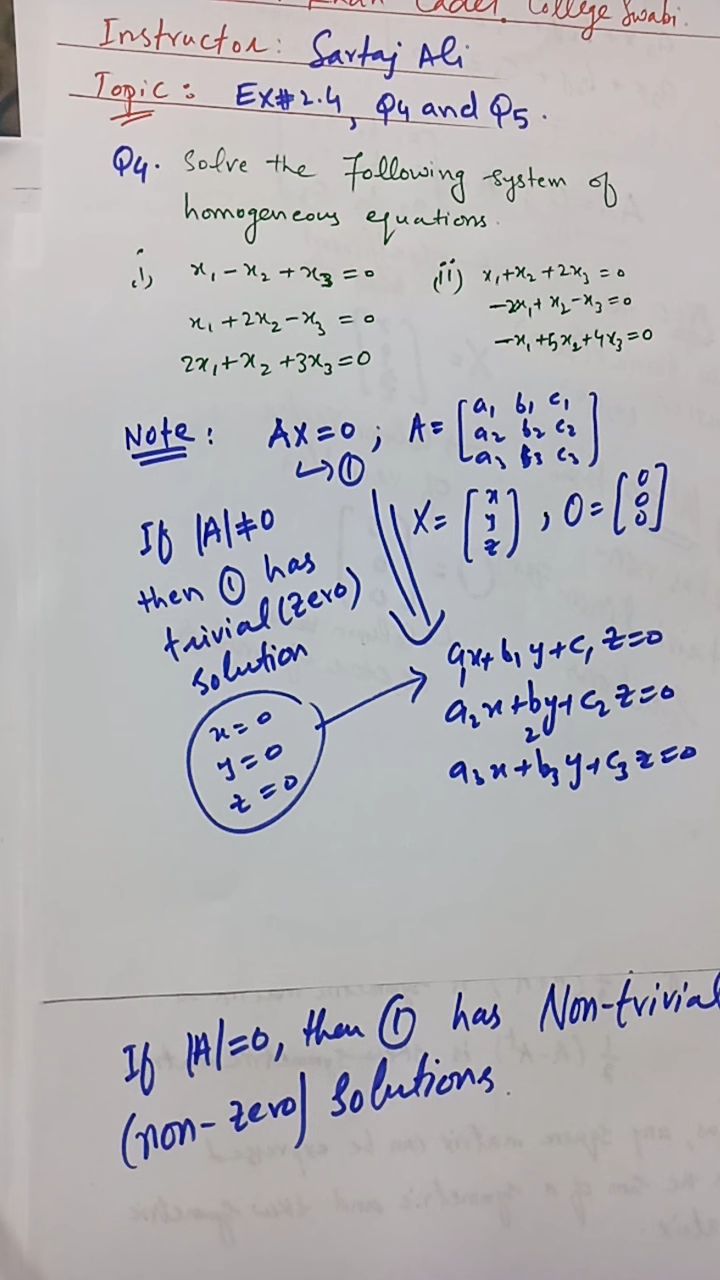 College Swabi.
Instructor: Sartaj Ali
Topic: EX#2.4, Q4 and Q5.
Q4. Solve the Following system of
homogeneous equations.
i) x₁ - x₂ + x₃ = 0
x₁ + 2x₂ - x₃ = 0
2x₁ + x₂ + 3x₃ = 0
(ii) x₁ + x₂ + 2x₃ = 0
-2x₁ + x₂ - x₃ = 0
-x₁ + 5x₂ + 4x₃ = 0
Note: AX = 0 ; A = [a₁ b₁ c₁
a₂ b₂ c₂
a₃ b₃ c₃]
↳ ①
X = [x
y
z] , O = [0
0
0]
If |A| ≠ 0
then ① has
trivial (zero)
solution
x = 0
y = 0
z = 0
a₁x + b₁y + c₁z = 0
a₂x + b₂y + c₂z = 0
a₃x + b₃y + c₃z = 0
If |A| = 0, then ① has Non-trivial
(non-zero) Solutions.